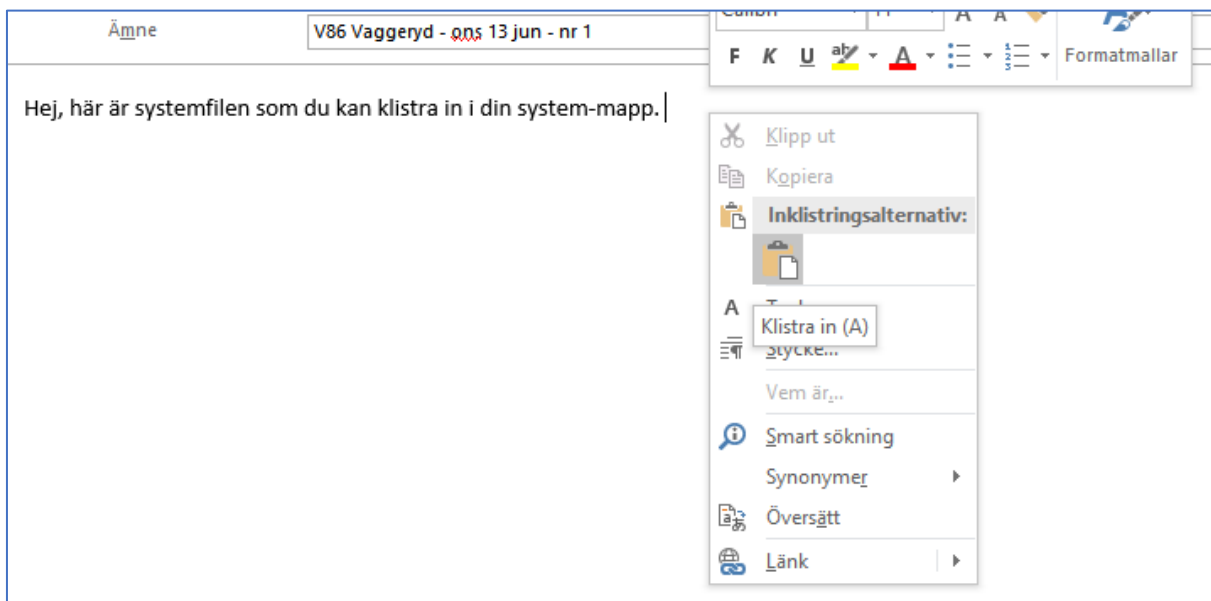 Ämne
V86 Vaggeryd - ons 13 jun - nr 1
F K U aby A Formatmallar
Hej, här är systemfilen som du kan klistra in i din system-mapp.
Klipp ut
Kopiera
Inklistringsalternativ:
Klistra in (A)
Stycke...
Vem är...
Smart sökning
Synonymer
Översätt
Länk